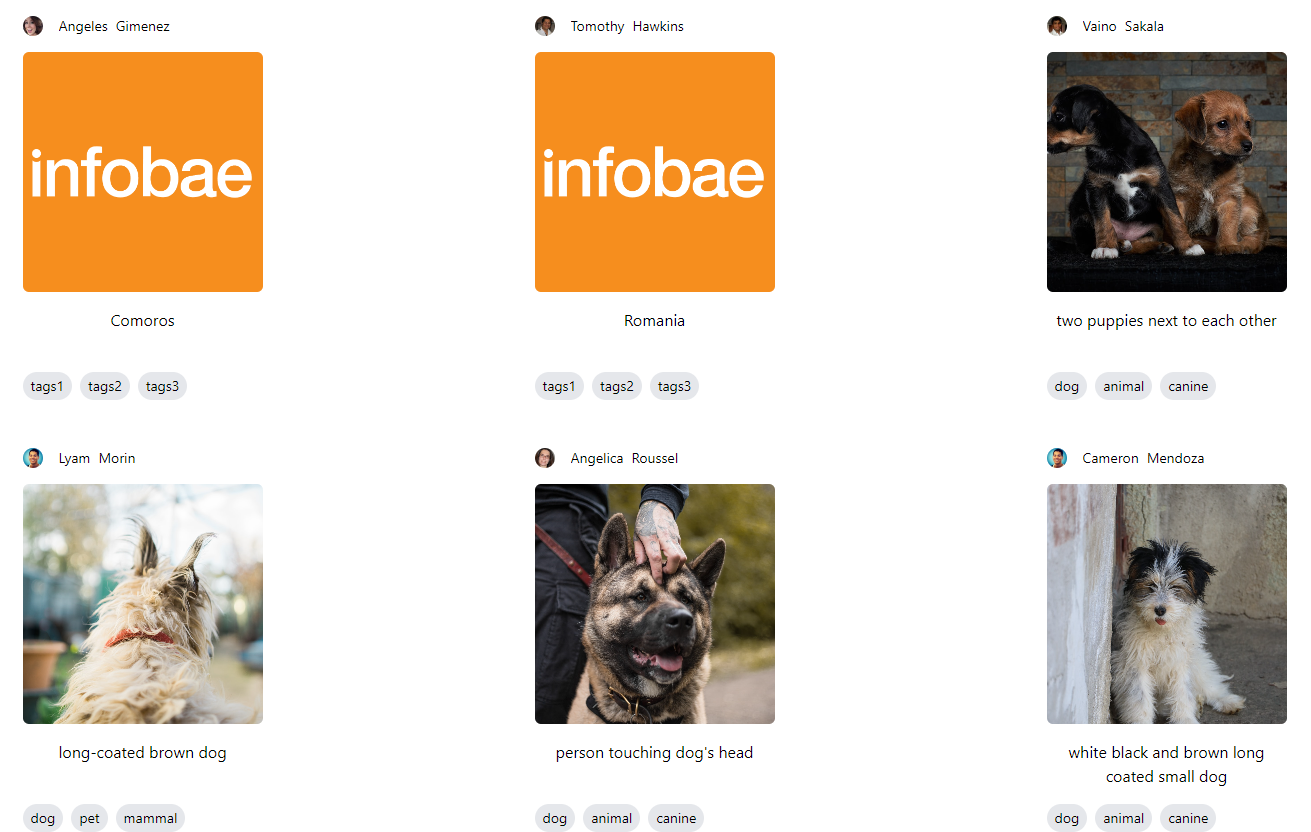 Angeles Gimenez
Tomothy Hawkins
Vaino Sakala
infobae
infobae
Comoros
Romania
two puppies next to each other
tags1 tags2 tags3
tags1 tags2 tags3
dog animal canine
Lyam Morin
Angelica Roussel
Cameron Mendoza
long-coated brown dog
person touching dog's head
white black and brown long
coated small dog
dog pet mammal
dog animal canine
dog animal canine